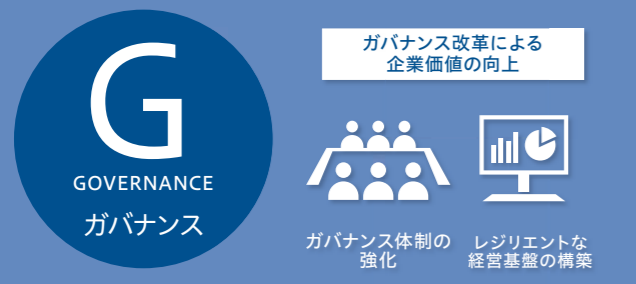 G
GOVERNANCE
ガバナンス
ガバナンス改革による
企業価値の向上
ガバナンス体制の
強化
レジリエントな
経営基盤の構築